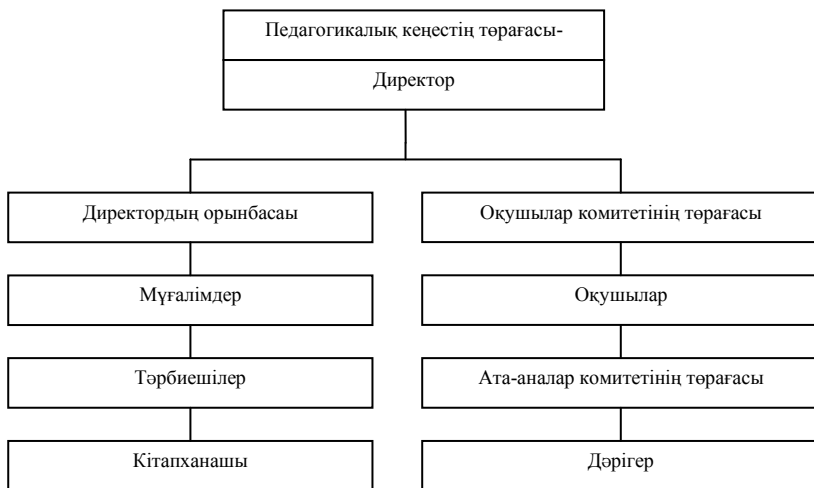 Педагогикалық кеңестің төрағасы-
Директор
Директордың орынбасаы
Оқушылар комитетінің төрағасы
Мұғалімдер
Оқушылар
Тәрбиешілер
Ата-аналар комитетінің төрағасы
Кітапханашы
Дәрігер